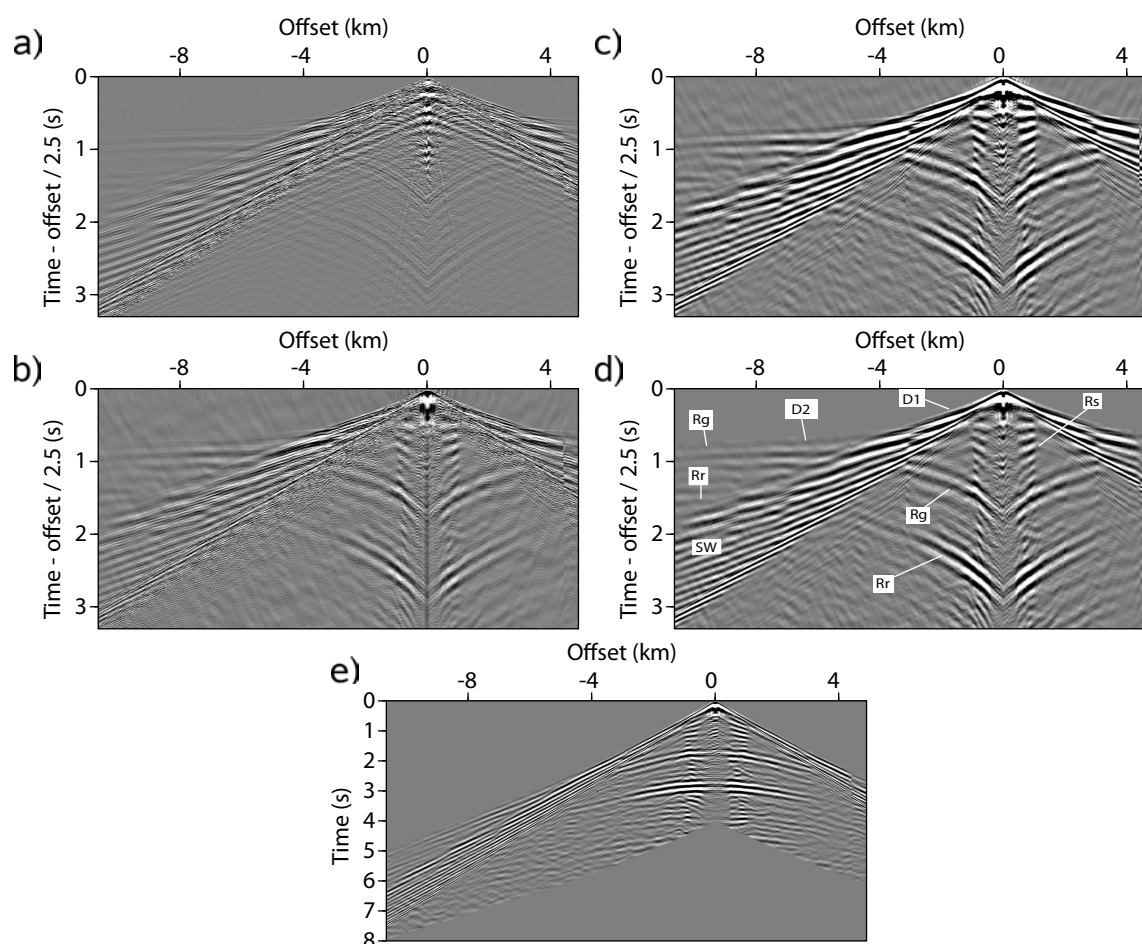 a)
Offset (km)
-8 -4 0 4
0
1
2
3
Time - offset / 2.5 (s)
c)
Offset (km)
-8 -4 0 4
0
1
2
3
Time - offset / 2.5 (s)
b)
Offset (km)
-8 -4 0 4
0
1
2
3
Time - offset / 2.5 (s)
d)
Offset (km)
-8 -4 0 4
0
1
2
3
Time - offset / 2.5 (s)
D1
Rs
D2
Rg
Rr
Rg
SW
Rr
e)
Offset (km)
-8 -4 0 4
0
1
2
3
4
5
6
7
8
Time (s)